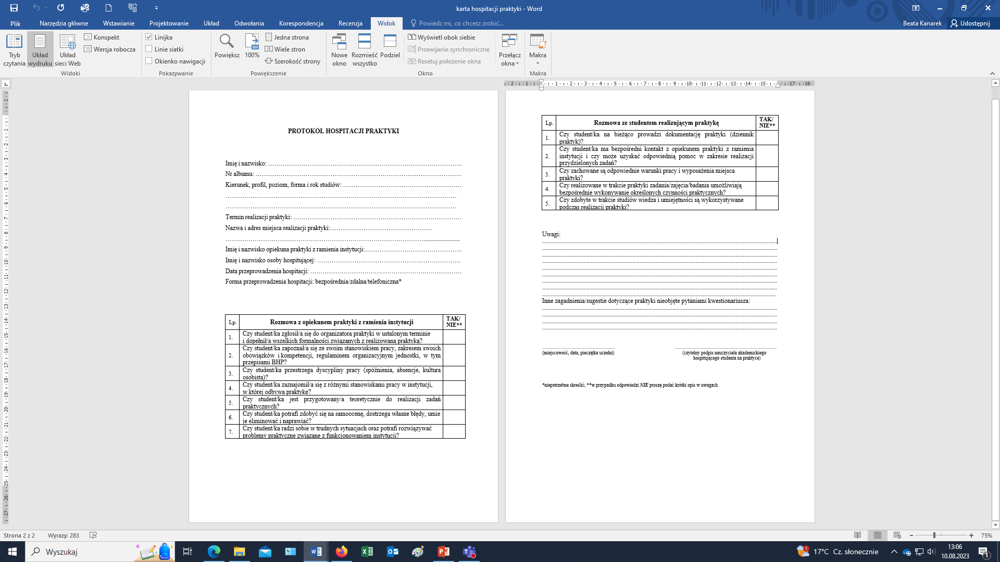 karta hospitacji praktyki - Word
Plik
Narzędzia główne
Wstawianie
Projektowanie
Układ
Odwołania
Korespondencja
Recenzja
Widok
Powiedz mi, co chcesz zrobić...
Beata Kanarek
Udostępnij
Tryb czytania
Układ wydruku
Układ sieci Web
Konspekt
Wersja robocza
Widoki
Linijka
Linie siatki
Okienko nawigacji
Pokazywanie
Powiększ
100%
Jedna strona
Wiele stron
Szerokość strony
Powiększenie
Nowe okno
Rozmieść wszystko
Podziel
Wyświetl obok siebie
Przewijanie synchroniczne
Resetuj położenie okna
Okno
Przełącz okna
Makra
Makra
PROTOKÓŁ HOSPITACJI PRAKTYKI
Imię i nazwisko: ……………………………………………………………………………..
Nr albumu: …………………………………………………………………………………
Kierunek, profil, poziom, forma i rok studiów: …………………………………………………
…………………………………………………………………………………………………
…………………………………………………………………………………………………
Termin realizacji praktyki: ………………………………………………………………………
Nazwa i adres miejsca realizacji praktyki:………………………………………….
……………………………………………………………………………………......................
Imię i nazwisko opiekuna praktyki z ramienia instytucji:………………………………………..
Imię i nazwisko osoby hospitującej: ……………………………………………………………
Data przeprowadzenia hospitacji: ………………………………………………………………
Forma przeprowadzenia hospitacji: bezpośrednia/zdalna/telefoniczna*
Lp. Rozmowa z opiekunem praktyki z ramienia instytucji TAK/ NIE**
1. Czy student/ka zgłosił/a się do organizatora praktyki w ustalonym terminie
i dopełnił/a wszelkich formalności związanych z realizowaną praktyką?
2. Czy student/ka zapoznał/a się ze swoim stanowiskiem pracy, zakresem swoich
obowiązków i kompetencji, regulaminem organizacyjnym jednostki, w tym
przepisami BHP?
3. Czy student/ka przestrzega dyscypliny pracy (spóźnienia, absencje, kultura
osobista)?
4. Czy student/ka zaznajomił/a się z różnymi stanowiskami pracy w instytucji,
w której odbywa praktykę?
5. Czy student/ka jest przygotowany/a teoretycznie do realizacji zadań
praktycznych?
6. Czy student/ka potrafi zdobyć się na samoocenę, dostrzega własne błędy, umie
je eliminować i naprawiać?
7. Czy student/ka radzi sobie w trudnych sytuacjach oraz potrafi rozwiązywać
problemy praktyczne związane z funkcjonowaniem instytucji?
Lp. Rozmowa ze studentem realizującym praktykę TAK/ NIE**
1. Czy student/ka na bieżąco prowadzi dokumentację praktyki (dziennik
praktyk)?
2. Czy student/ka ma bezpośredni kontakt z opiekunem praktyki z ramienia
instytucji i czy może uzyskać odpowiednią pomoc w zakresie realizacji
przydzielonych zadań?
3. Czy zachowane są odpowiednie warunki pracy i wyposażenia miejsca
praktyki?
4. Czy realizowane w trakcie praktyki zadania/zajęcia/badania umożliwiają
bezpośrednie wykonywanie określonych czynności praktycznych?
5. Czy zdobyte w trakcie studiów wiedza i umiejętności są wykorzystywane
podczas realizacji praktyki?
Uwagi:
Inne zagadnienia/sugestie dotyczące praktyki nieobjęte pytaniami kwestionariusza:
(miejscowość, data, pieczątka uczelni)
(czytelny podpis nauczyciela akademickiego
hospitującego studenta na praktyce)
*niepotrzebne skreślić; **w przypadku odpowiedzi NIE proszę podać krótki opis w uwagach
Strona 2 z 2
Wyrazy: 283
75%
Wyszukaj
17°C Cz. słonecznie
13:06
10.08.2023